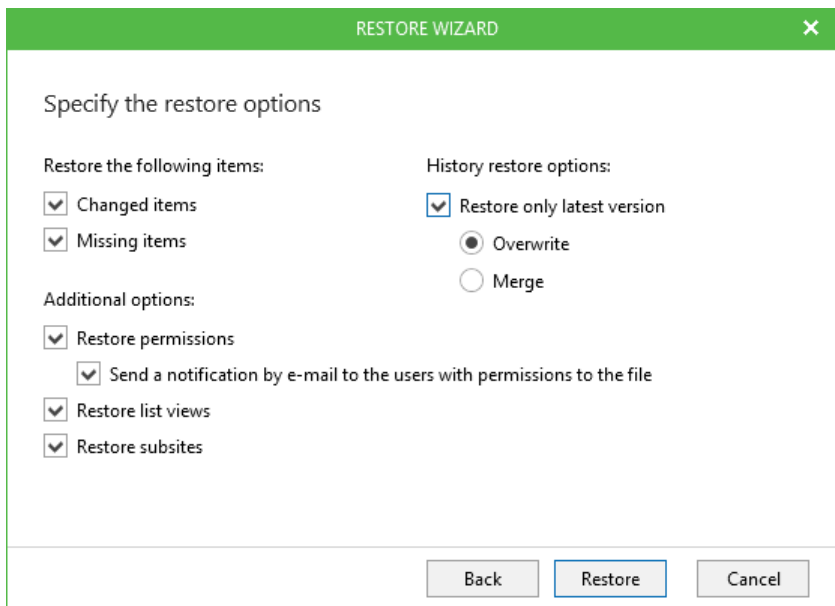 RESTORE WIZARD
Specify the restore options
Restore the following items:
Changed items
Missing items
History restore options:
Restore only latest version
Overwrite
Merge
Additional options:
Restore permissions
Send a notification by e-mail to the users with permissions to the file
Restore list views
Restore subsites
Back
Restore
Cancel